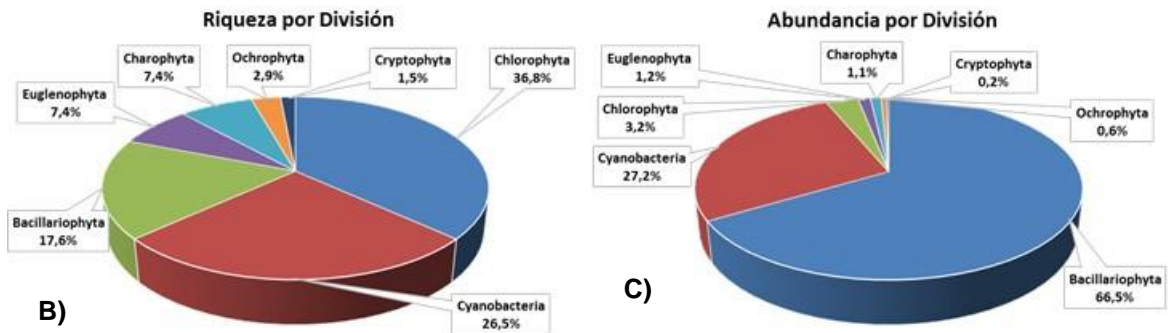 Riqueza por División
Charophyta
7,4%
Ochrophyta
2,9%
Cryptophyta
1,5%
Chlorophyta
36,8%
Euglenophyta
7,4%
Bacillariophyta
17,6%
Cyanobacteria
26,5%
B)
Abundancia por División
Euglenophyta
1,2%
Charophyta
1,1%
Cryptophyta
0,2%
Chlorophyta
3,2%
Ochrophyta
0,6%
Cyanobacteria
27,2%
Bacillariophyta
66,5%
C)